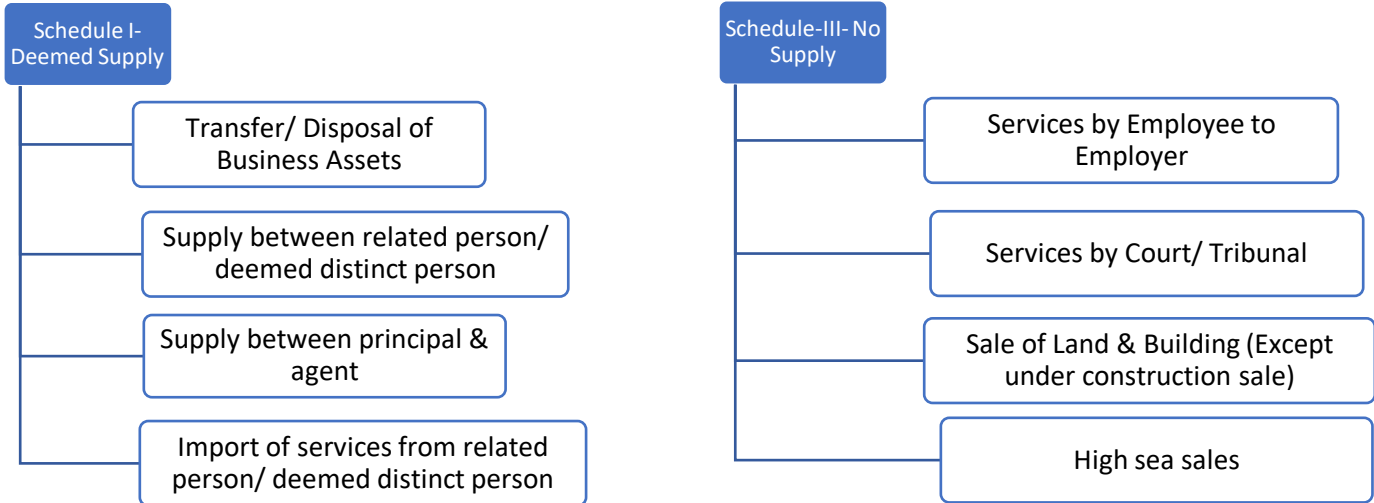 Schedule I-
Deemed Supply
Transfer/ Disposal of
Business Assets
Supply between related person/
deemed distinct person
Supply between principal &
agent
Import of services from related
person/ deemed distinct person
Schedule-III- No
Supply
Services by Employee to
Employer
Services by Court/ Tribunal
Sale of Land & Building (Except
under construction sale)
High sea sales